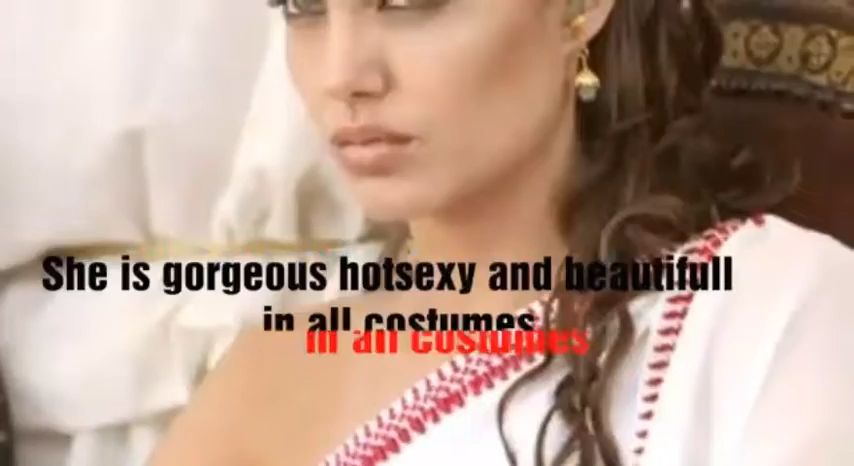 She is gorgeous hotsexy and beautifull
in all costumes
in all costumes